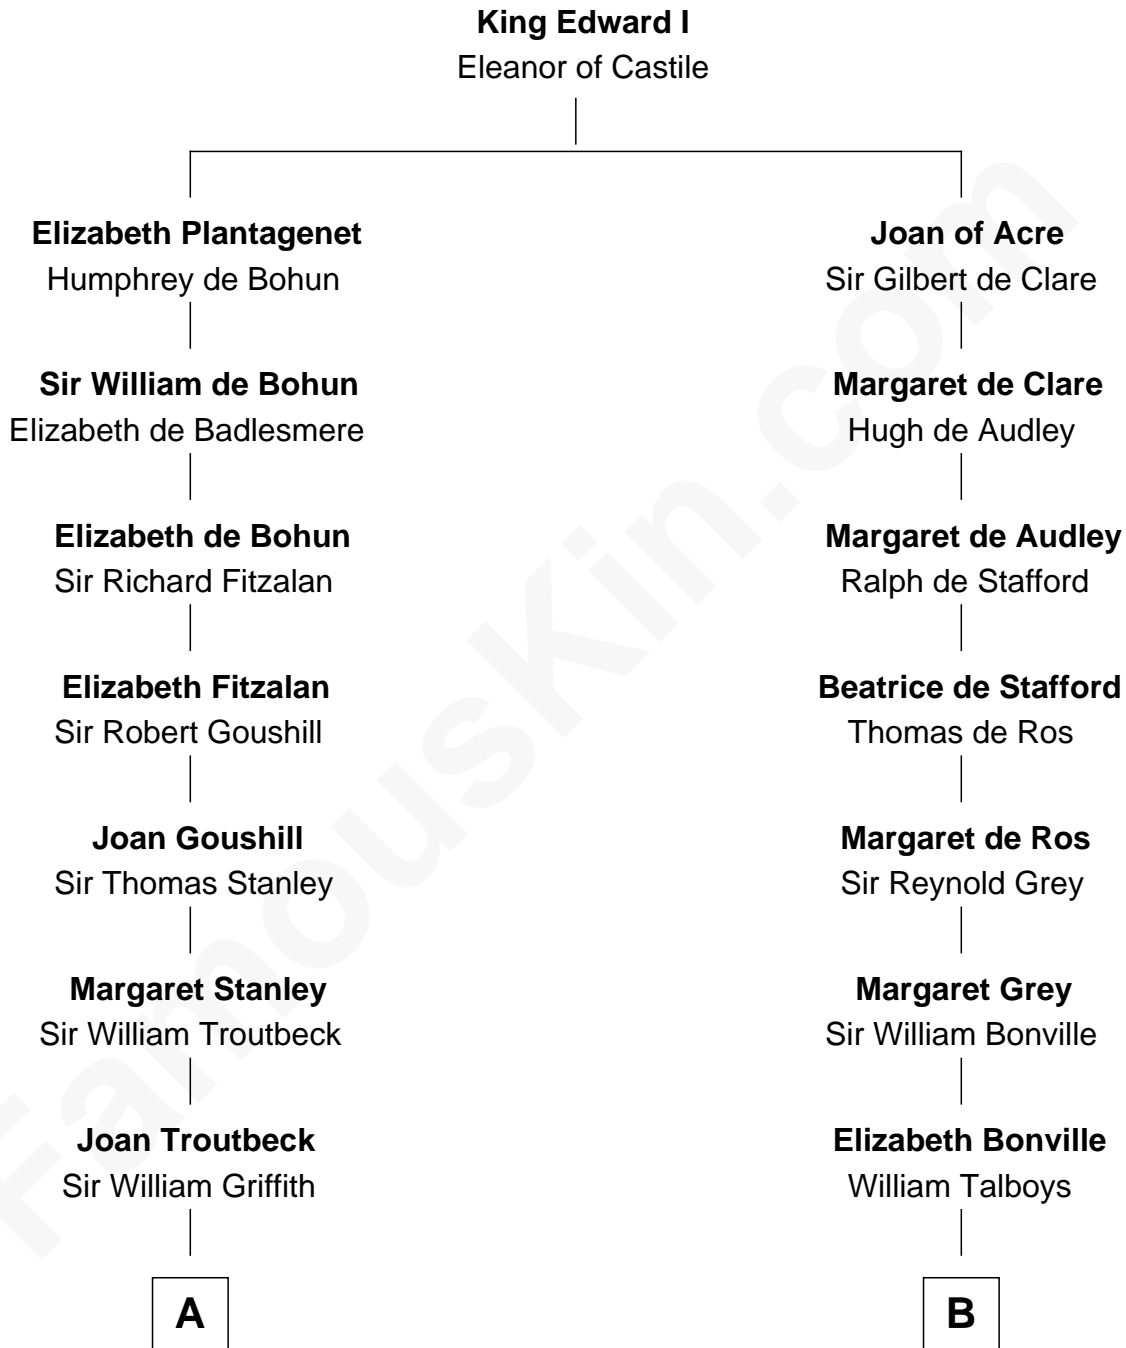 King Edward I
Eleanor of Castile
Elizabeth Plantagenet
Humphrey de Bohun
Joan of Acre
Sir Gilbert de Clare
Sir William de Bohun
Elizabeth de Badlesmere
Margaret de Clare
Hugh de Audley
Elizabeth de Bohun
Sir Richard Fitzalan
Margaret de Audley
Ralph de Stafford
Elizabeth Fitzalan
Sir Robert Goushill
Beatrice de Stafford
Thomas de Ros
Joan Goushill
Sir Thomas Stanley
Margaret de Ros
Sir Reynold Grey
Margaret Stanley
Sir William Troutbeck
Margaret Grey
Sir William Bonville
Joan Troutbeck
Sir William Griffith
Elizabeth Bonville
William Talboys
A
B
FamousKin.com